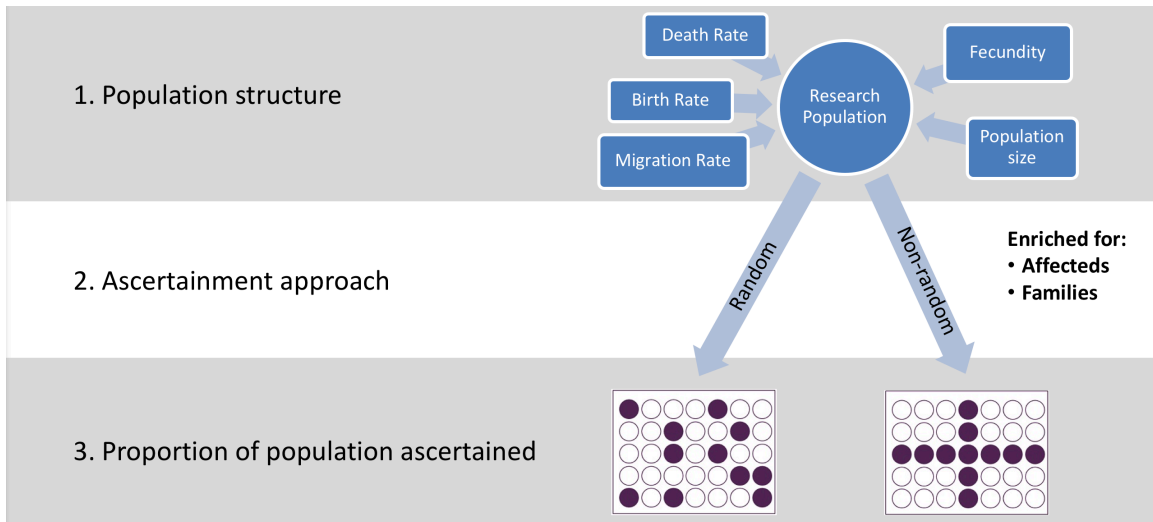 1. Population structure
Death Rate
Birth Rate
Migration Rate
Research
Population
Fecundity
Population
size
2. Ascertainment approach
Random
Non-random
Enriched for:
• Affecteds
• Families
3. Proportion of population ascertained